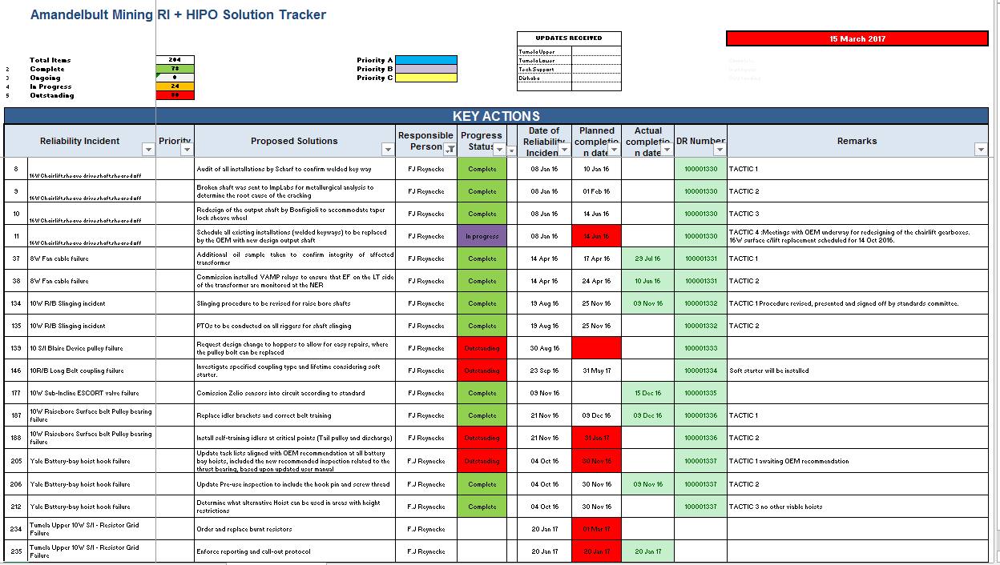 Amandelbult Mining RI + HIPO Solution Tracker
UPDATES RECEIVED
15 March 2017
Tumela Upper
Tumela Lower
Tech Support
Dishaba
Total Items 204
2 Complete 78
3 Ongoing 0
4 In Progress 24
5 Outstanding
Priority A
Priority B
Priority C
KEY ACTIONS
Reliability Incident Priority Proposed Solutions Responsible Person Progress Status Date of Reliability Inciden Planned completio n date Actual completio n date DR Number Remarks
8 16W Chairlift sheave drive shaft sheared off Audit of all installations by Scharf to confirm welded key way FJ Reynecke Complete 08 Jan 16 10 Jan 16 100001330 TACTIC 1
9 16W Chairlift sheave drive shaft sheared off Broken shaft was sent to ImpLabs for metallurgical analysis to
determine the root cause of the cracking FJ Reynecke Complete 08 Jan 16 01 Feb 16 100001330 TACTIC 2
10 16W Chairlift sheave drive shaft sheared off Redesign of the output shaft by Bonfigioli to accommodate taper
lock sheave wheel FJ Reynecke Complete 08 Jan 16 14 Jun 16 100001330 TACTIC 3
11 16W Chairlift sheave drive shaft sheared off Schedule all existing installations (welded keyways) to be replaced
by the OEM with new design output shaft FJ Reynecke In progress 08 Jan 16 14 Jun 16 100001330 TACTIC 4 :Meetings with OEM underway for redesigning of the chairlift gearboxes.
16W surface c/lift replacement scheduled for 14 Oct 2016.
37 8W Fan cable failure Additional oil sample taken to confirm integrity of affected
transformer FJ Reynecke Complete 14 Apr 16 17 Apr 16 29 Jul 16 100001331 TACTIC 1
38 8W Fan cable failure Commission installed VAMP relays to ensure that EF on the LT side
of the transformer are monitored at the NER FJ Reynecke Complete 14 Apr 16 24 Apr 16 10 Jun 16 100001331 TACTIC 2
134 10W R/B Slinging incident Slinging procedure to be revised for raise bore shafts FJ Reynecke Complete 19 Aug 16 25 Nov 16 09 Nov 16 100001332 TACTIC 1 Procedure revised, presented and signed off by standards committee.
135 10W R/B Slinging incident PTOs to be conducted on all riggers for shaft slinging FJ Reynecke Complete 19 Aug 16 25 Nov 16 100001332 TACTIC 2
139 10 S/I Blaire Device pulley failure Request design change to hoppers to allow for easy repairs, where
the pulley bolt can be replaced FJ Reynecke Outstanding 30 Aug 16 100001333
146 10R/B Long Belt coupling failure Investigate specified coupling type and lifetime considering soft
starter. FJ Reynecke Outstanding 23 Sep 16 31 May 17 100001334 Soft starter will be installed
177 10W Sub-Incline ESCORT valve failure Comission Zelio sensors into circuit according to standard FJ Reynecke Complete 09 Nov 16 15 Dec 16 100001335
187 10W Raisebore Surface belt Pulley bearing
failure Replace idler brackets and correct belt training FJ Reynecke Complete 21 Nov 16 09 Dec 16 09 Dec 16 100001336 TACTIC 1
188 10W Raisebore Surface belt Pulley bearing
failure Install self-training idlers at critical points (Tail pulley and discharge) FJ Reynecke Outstanding 21 Nov 16 31 Jan 17 100001336 TACTIC 2
205 Yale Battery-bay hoist hook failure Update task lists aligned with OEM recommendation at all battery
bay hoists, included the new recommended inspection related to the
thrust bearing, based upon updated user manual F.J Reynecke Outstanding 04 Oct 16 30 Nov 16 100001337 TACTIC 1 awaiting OEM recommendation
206 Yale Battery-bay hoist hook failure Update Pre-use inspection to include the hook pin and screw thread F.J Reynecke Complete 04 Oct 16 30 Nov 16 09 Nov 16 100001337 TACTIC 2
212 Yale Battery-bay hoist hook failure Determine what alternative Hoist can be used in areas with height
restrictions F.J Reynecke Complete 04 Oct 16 30 Nov 16 100001337 TACTIC 3 no other viable hoists
234 Tumela Upper 10W S/I - Resistor Grid
Failure Order and replace burnt resistors F.J Reynecke 20 Jan 17 01 Mar 17
235 Tumela Upper 10W S/I - Resistor Grid
Failure Enforce reporting and call-out protocol F.J Reynecke 20 Jan 17 20 Jan 17 20 Jan 17